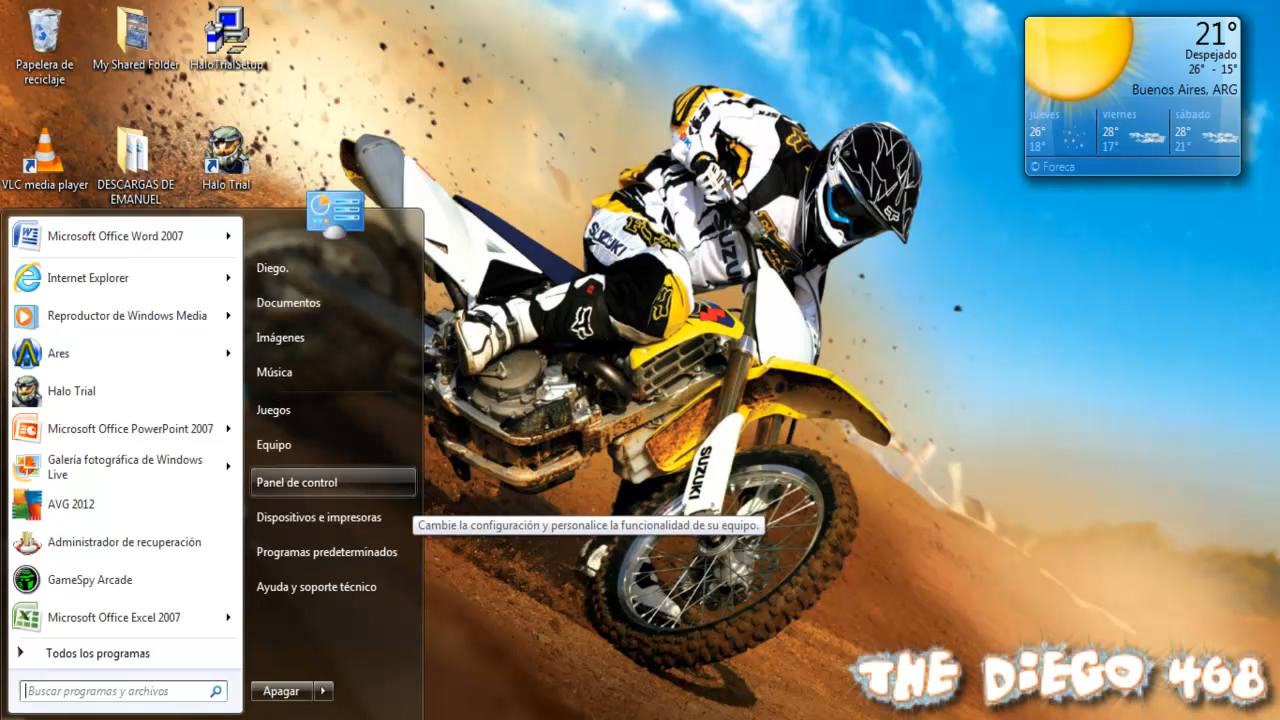 Papelera de
reciclaje
My Shared Folder
HaloTrialSetup
VLC media player
DESCARGAS DE
EMANUEL
Halo Trial
21°
Despejado
26° - 15°
Buenos Aires, ARG
jueves
26°
18°
viernes
28°
17°
sábado
28°
21°
© Foreca
Microsoft Office Word 2007
Internet Explorer
Reproductor de Windows Media
Ares
Halo Trial
Microsoft Office PowerPoint 2007
Galería fotográfica de Windows
Live
AVG 2012
Administrador de recuperación
GameSpy Arcade
Microsoft Office Excel 2007
Todos los programas
Buscar programas y archivos
Diego.
Documentos
Imágenes
Música
Juegos
Equipo
Panel de control
Dispositivos e impresoras
Programas predeterminados
Ayuda y soporte técnico
Apagar
Cambie la configuración y personalice la funcionalidad de su equipo.
SUZUKI
SUZU
SUZUKI
THE DiEGO 468